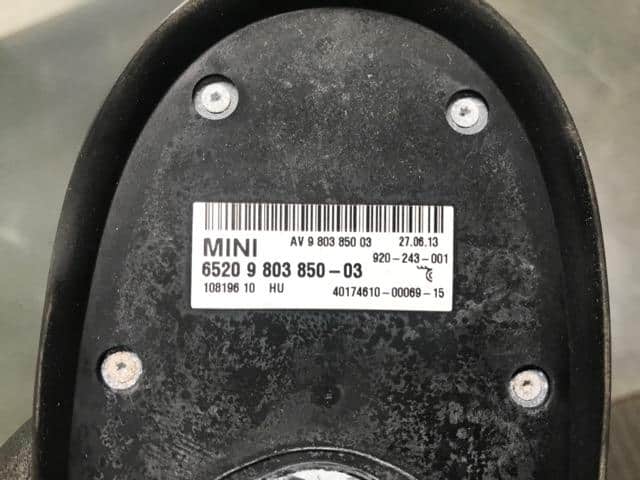 AV 9 803 850 03 27.06.13
MINI 920-243-001
6520 9 803 850-03
108196 10 HU 40174610-00069-15